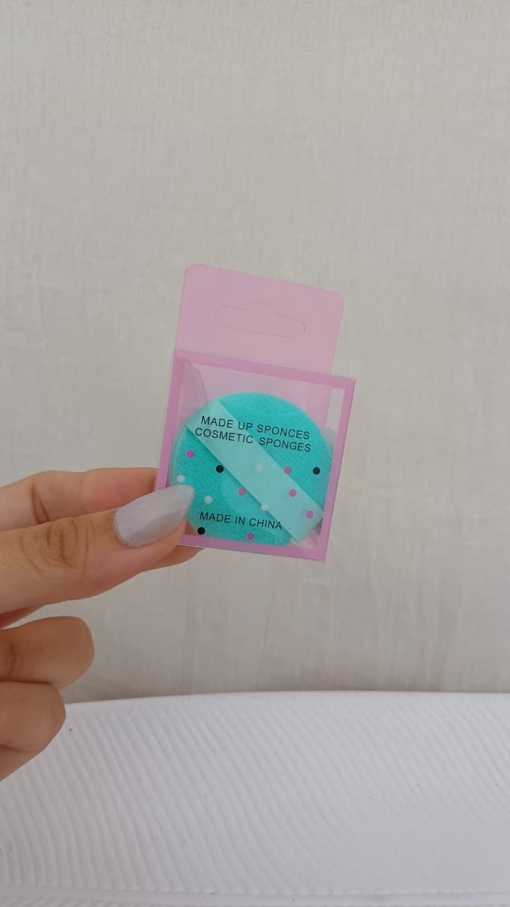 MADE UP SPONCES
COSMETIC SPONGES
MADE IN CHINA